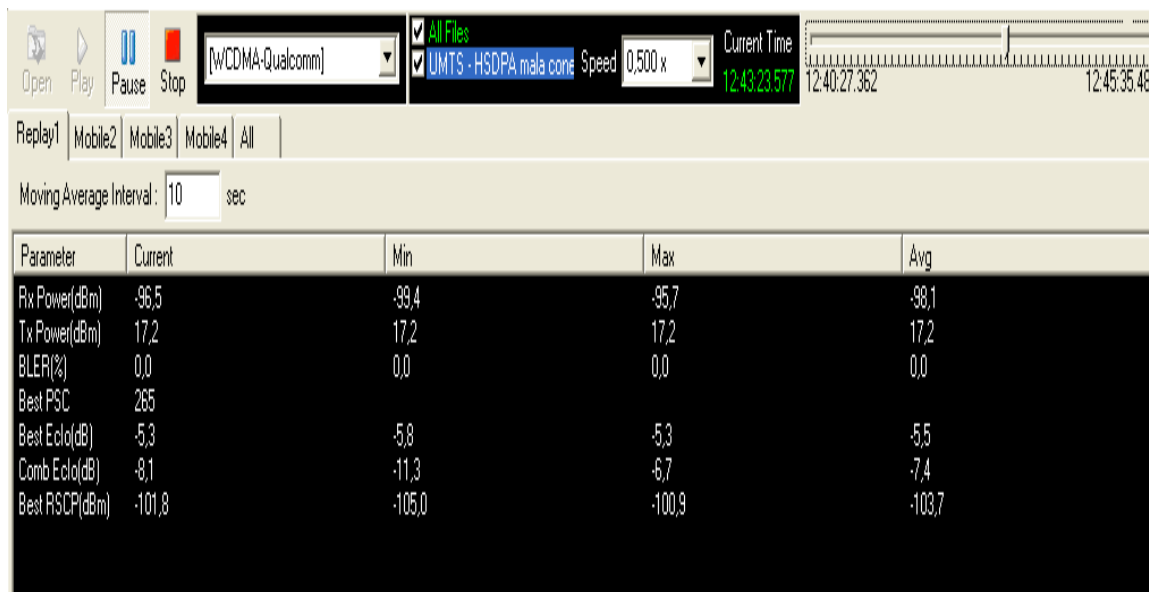 Open Play Pause Stop [WCDMA-Qualcomm] All Files Current Time
UMTS - HSDPA mala cone Speed 0,500 x 12:43:23.577 12:40:27.362 12:45:35.48
Replay1 Mobile2 Mobile3 Mobile4 All
Moving Average Interval : 10 sec
Parameter Current Min Max Avg
Rx Power(dBm) -96,5 -99,4 -95,7 -98,1
Tx Power(dBm) 17,2 17,2 17,2 17,2
BLER(%) 0,0 0,0 0,0 0,0
Best PSC 265
Best EcIo(dB) -5,3 -5,8 -5,3 -5,5
Comb EcIo(dB) -8,1 -11,3 -6,7 -7,4
Best RSCP(dBm) -101,8 -105,0 -100,9 -103,7